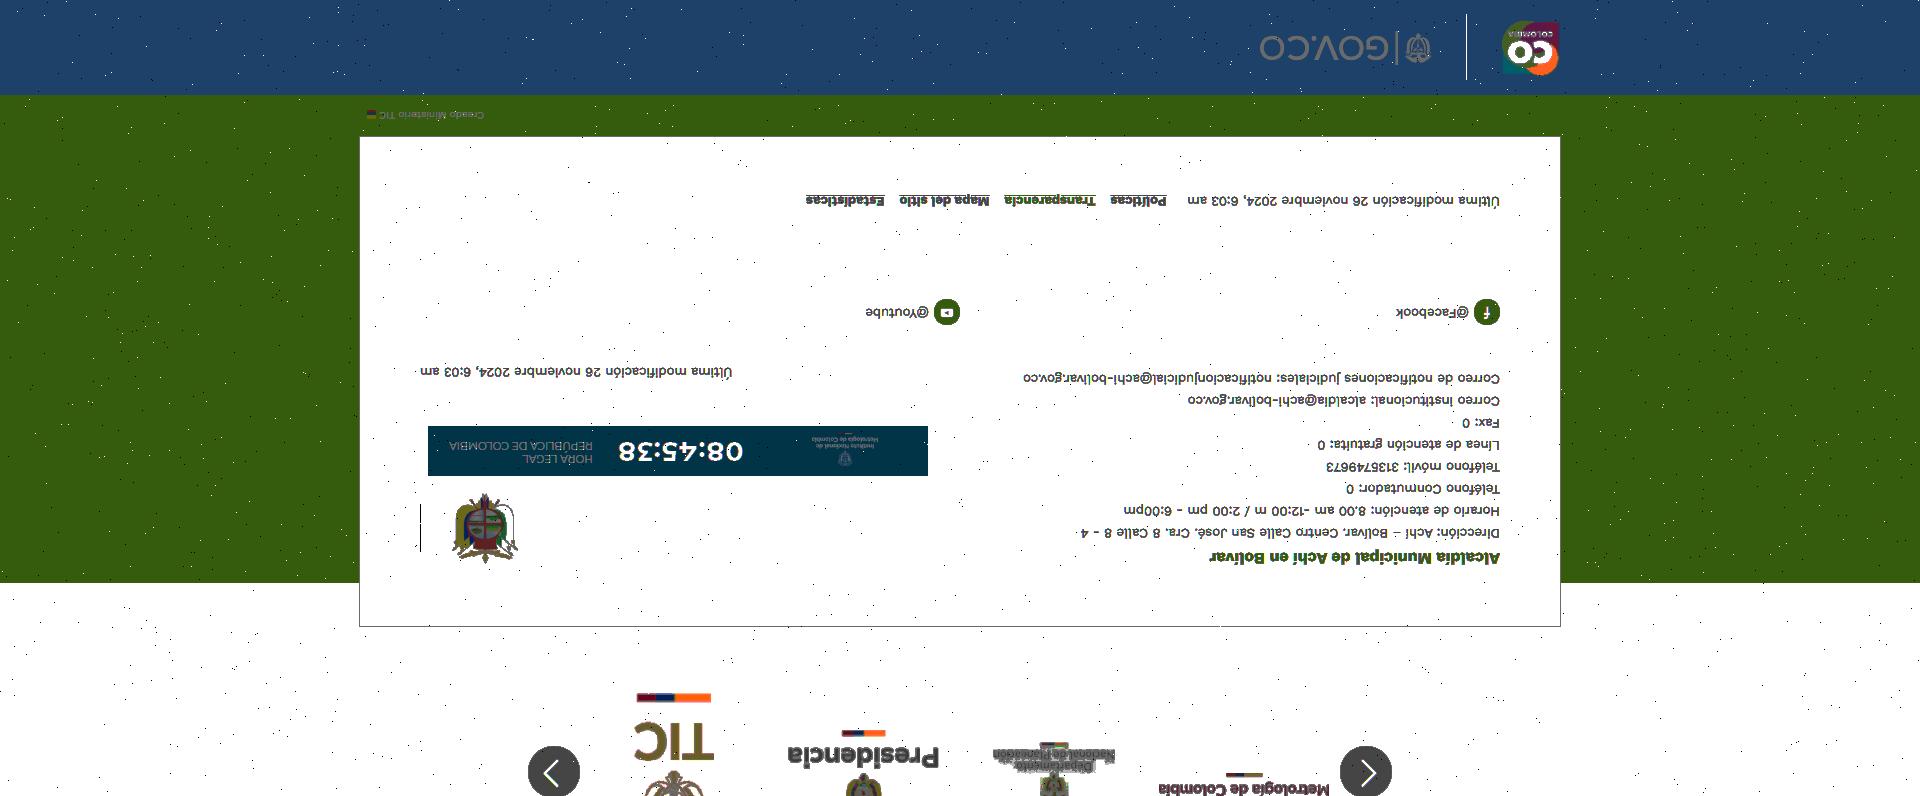 Metrología de Colombia
Departamento
Nacional de Planeación
Presidencia
TIC
Alcaldía Municipal de Achí en Bolívar
Dirección: Achí – Bolívar. Centro Calle San José. Cra. 8 Calle 8 - 4
Horario de atención: 8.00 am -12:00 m / 2:00 pm - 6:00pm
Teléfono Conmutador: 0
Teléfono móvil: 3135749673
Línea de atención gratuita: 0
Fax: 0
Correo institucional: alcaldia@achi-bolivar.gov.co
Correo de notificaciones judiciales: notificacionjudicial@achi-bolivar.gov.co
Instituto Nacional de
Metrología de Colombia
08:45:38
HORA LEGAL
REPÚBLICA DE COLOMBIA
Última modificación 26 noviembre 2024, 6:03 am
@Facebook
@Youtube
Última modificación 26 noviembre 2024, 6:03 am Políticas Transparencia Mapa del sitio Estadísticas
Creado Ministerio TIC
CO
COLOMBIA
GOV.CO